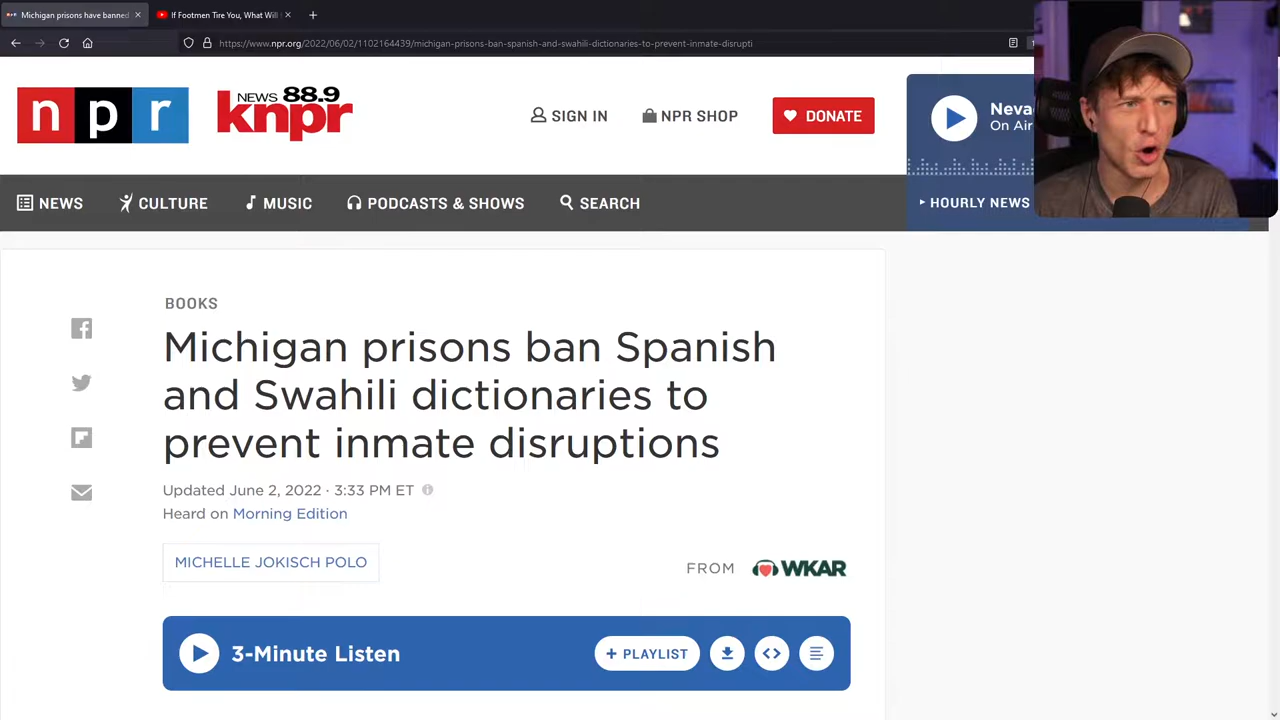 Michigan prisons have banned
If Footmen Tire You, What Will
https://www.npr.org/2022/06/02/1102164439/michigan-prisons-ban-spanish-and-swahili-dictionaries-to-prevent-inmate-disrupti
n p r
NEWS 88.9
knpr
SIGN IN
NPR SHOP
DONATE
Neva
On Air
NEWS
CULTURE
MUSIC
PODCASTS & SHOWS
SEARCH
HOURLY NEWS
BOOKS
Michigan prisons ban Spanish
and Swahili dictionaries to
prevent inmate disruptions
Updated June 2, 2022 · 3:33 PM ET
Heard on Morning Edition
MICHELLE JOKISCH POLO
FROM WKAR
3-Minute Listen
+ PLAYLIST